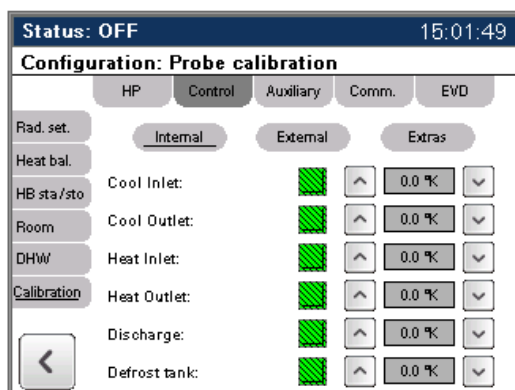 Status: OFF 15:01:49
Configuration: Probe calibration
HP Control Auxiliary Comm. EVD
Rad. set.
Heat bal.
HB sta/sto
Room
DHW
Calibration
Internal External Extras
Cool Inlet: 0.0 °K
Cool Outlet: 0.0 °K
Heat Inlet: 0.0 °K
Heat Outlet: 0.0 °K
Discharge: 0.0 °K
Defrost tank: 0.0 °K